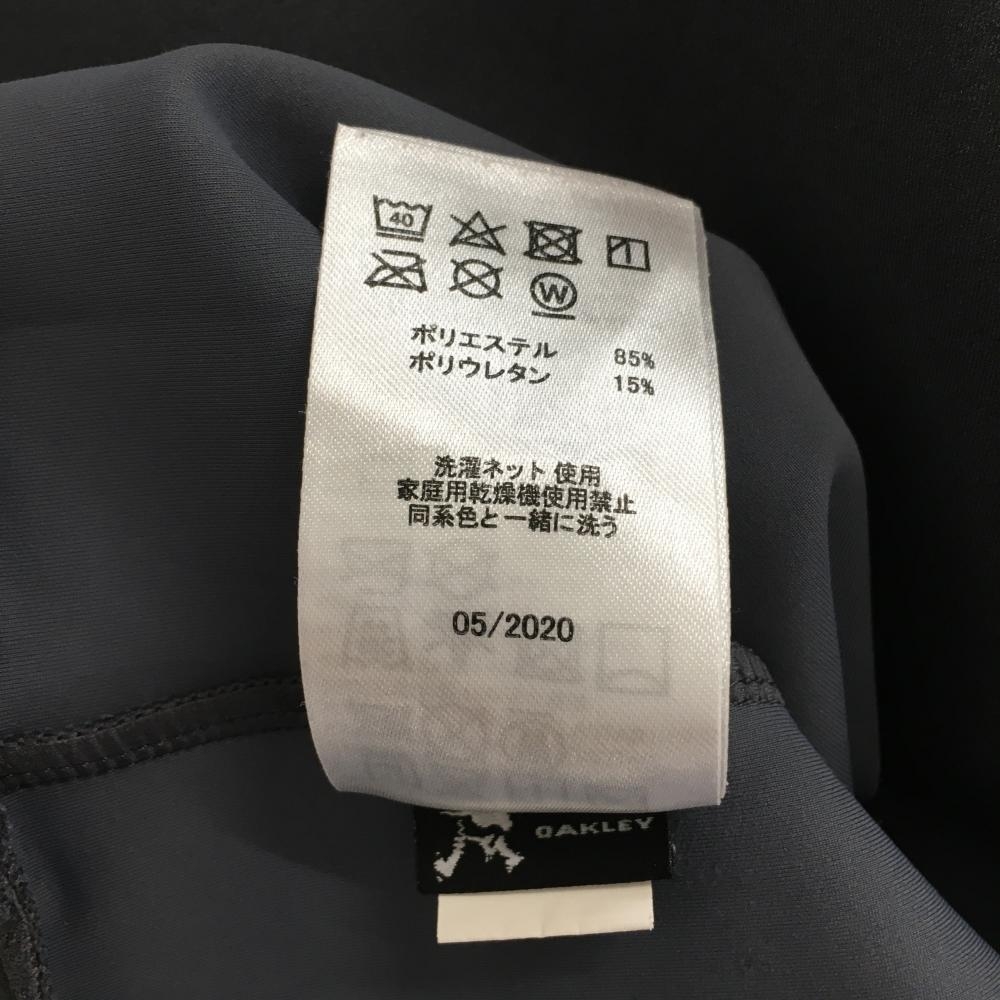 40
W
ポリエステル 85%
ポリウレタン 15%
洗濯ネット 使用
家庭用乾燥機使用禁止
同系色と一緒に洗う
05/2020
OAKLEY